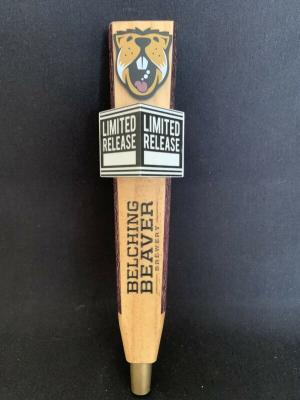 LIMITED
RELEASE
LIMITED
RELEASE
BELCHING
BEAVER
BREWERY